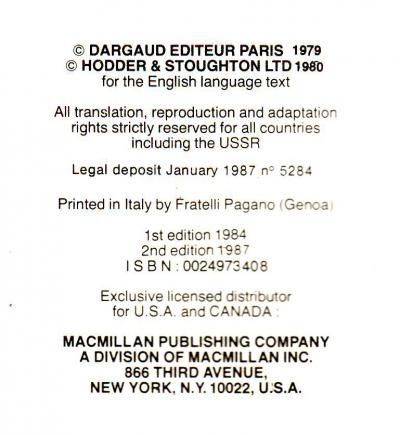 © DARGAUD EDITEUR PARIS 1979
© HODDER & STOUGHTON LTD 1980
for the English language text
All translation, reproduction and adaptation
rights strictly reserved for all countries
including the USSR
Legal deposit January 1987 nº 5284
Printed in Italy by Fratelli Pagano (Genoa)
1st edition 1984
2nd edition 1987
I S B N : 0024973408
Exclusive licensed distributor
for U.S.A. and CANADA :
MACMILLAN PUBLISHING COMPANY
A DIVISION OF MACMILLAN INC.
866 THIRD AVENUE,
NEW YORK, N.Y. 10022, U.S.A.